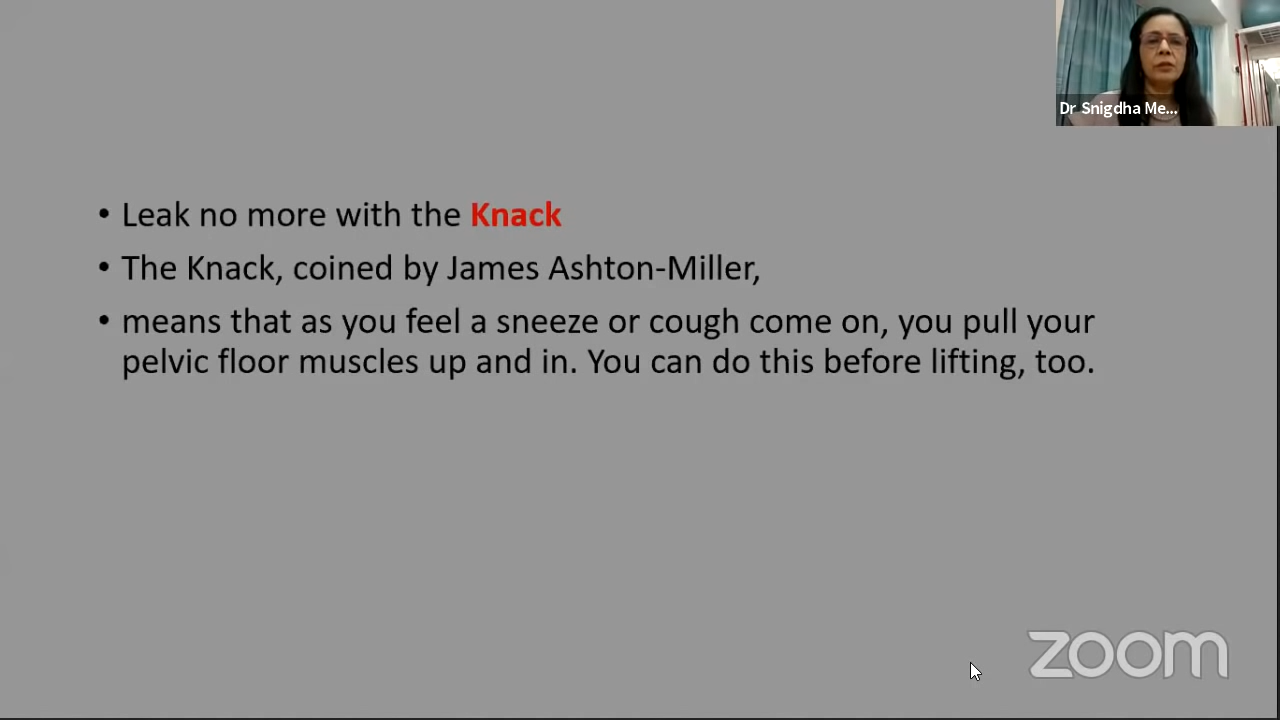 Dr Snigdha Me...
• Leak no more with the Knack
• The Knack, coined by James Ashton-Miller,
• means that as you feel a sneeze or cough come on, you pull your
pelvic floor muscles up and in. You can do this before lifting, too.
zoom